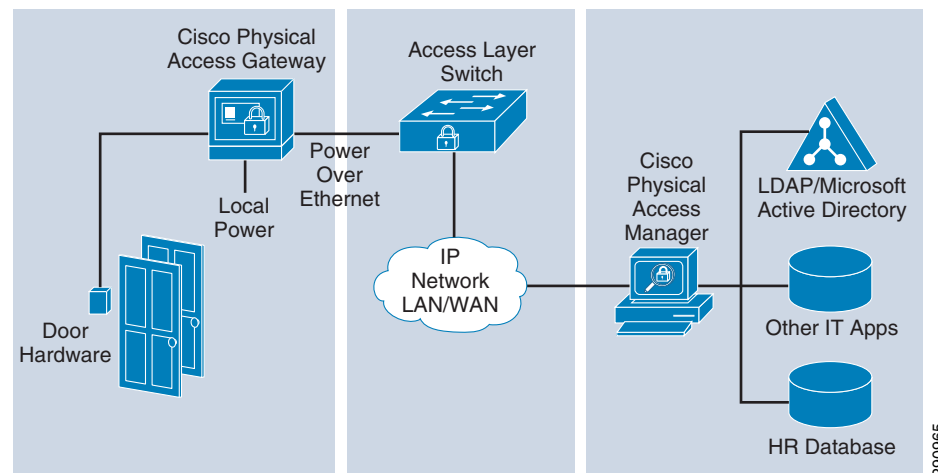 Cisco Physical
Access Gateway
Access Layer
Switch
Power
Over
Ethernet
Local
Power
Door
Hardware
IP
Network
LAN/WAN
Cisco
Physical
Access
Manager
LDAP/Microsoft
Active Directory
Other IT Apps
HR Database